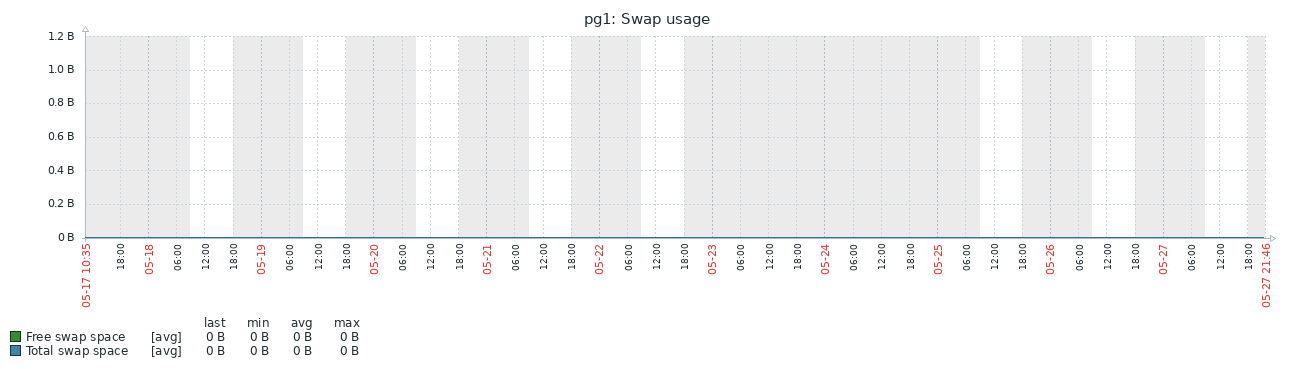 pg1: Swap usage
1.2 B
1.0 B
0.8 B
0.6 B
0.4 B
0.2 B
0 B
05-17 10:35 18:00 05-18 06:00 12:00 18:00 05-19 06:00 12:00 18:00 05-20 06:00 12:00 18:00 05-21 06:00 12:00 18:00 05-22 06:00 12:00 18:00 05-23 06:00 12:00 18:00 05-24 06:00 12:00 18:00 05-25 06:00 12:00 18:00 05-26 06:00 12:00 18:00 05-27 06:00 12:00 18:00 05-27 21:46
last min avg max
Free swap space [avg] 0 B 0 B 0 B 0 B
Total swap space [avg] 0 B 0 B 0 B 0 B